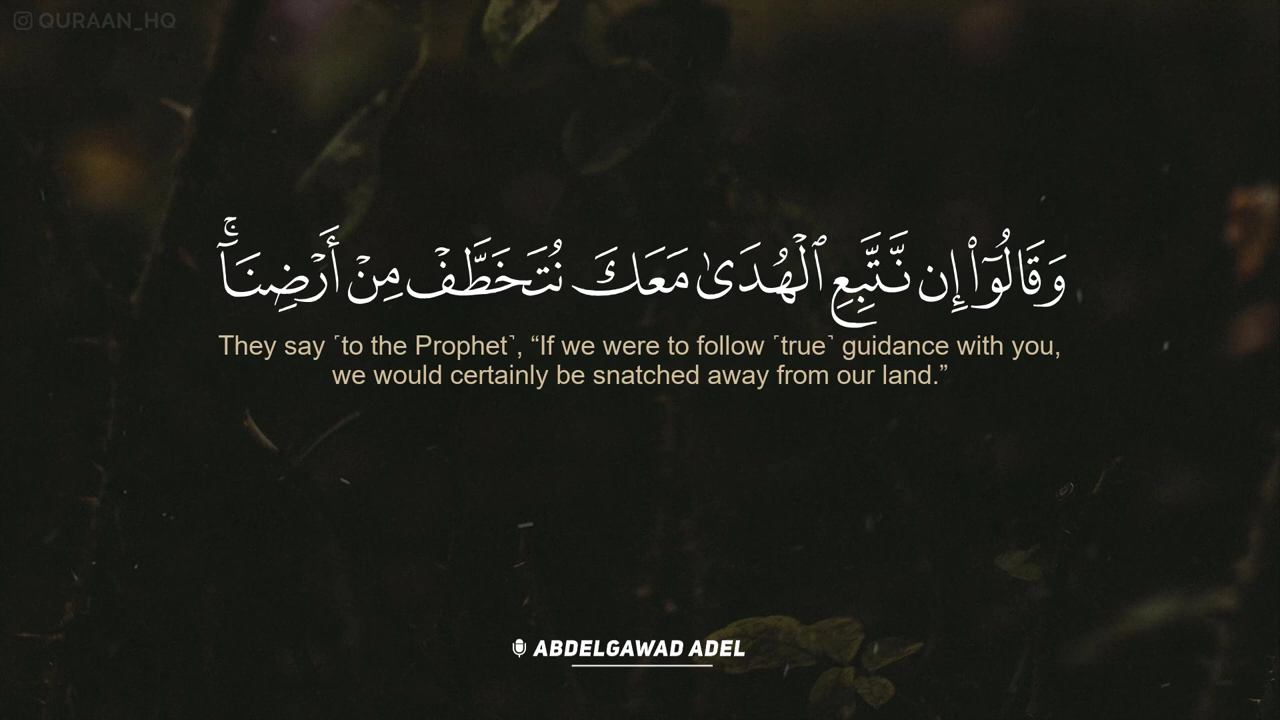 QURAAN_HQ
وَقَالُوٓا۟ إِن نَّتَّبِعِ ٱلْهُدَىٰ مَعَكَ نُتَخَطَّفْ مِنْ أَرْضِنَآ ۚ
They say ˹to the Prophet˺, “If we were to follow ˹true˺ guidance with you,
we would certainly be snatched away from our land.”
ABDELGAWAD ADEL